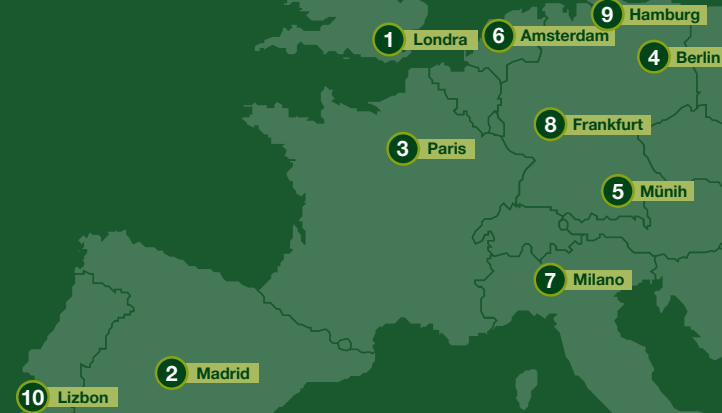 9 Hamburg
1 Londra
6 Amsterdam
4 Berlin
8 Frankfurt
3 Paris
5 Münih
7 Milano
2 Madrid
10 Lizbon